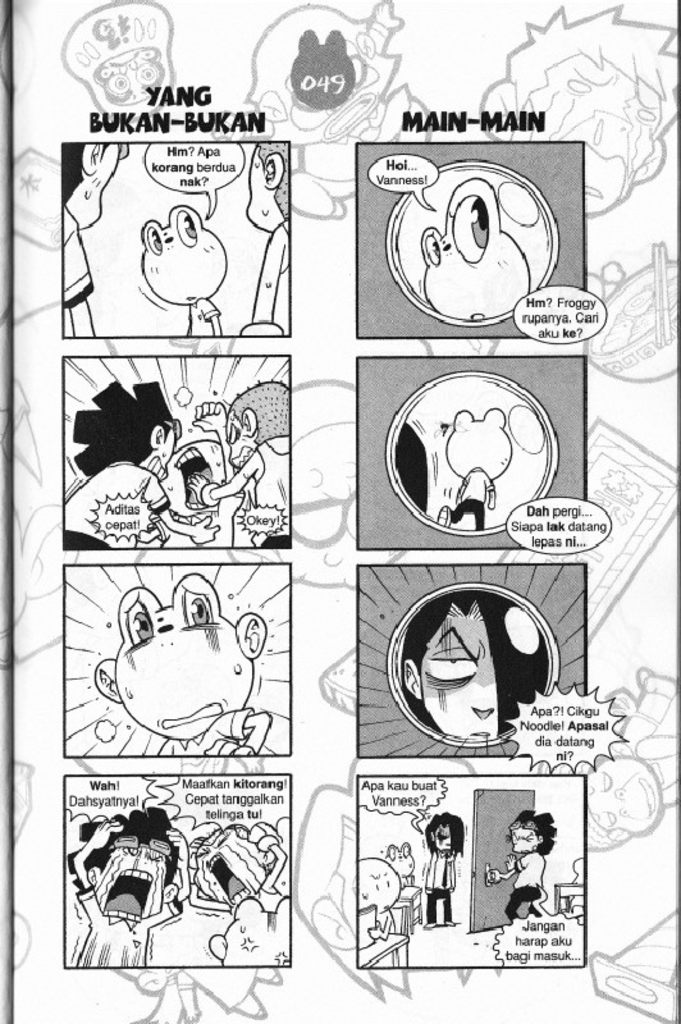 049
YANG
BUKAN-BUKAN
Hm? Apa
korang berdua
nak?
Aditas
cepat!
Okey!
Wah!
Dahsyatnya!
Maafkan kitorang!
Cepat tanggalkan
telinga tu!
MAIN-MAIN
Hoi...
Vanness!
Hm? Froggy
rupanya. Cari
aku ke?
Dah pergi...
Siapa lak datang
lepas ni...
Apa?! Cikgu
Noodle! Apasal
dia datang
ni?
Apa kau buat
Vanness?
Jangan
harap aku
bagi masuk...